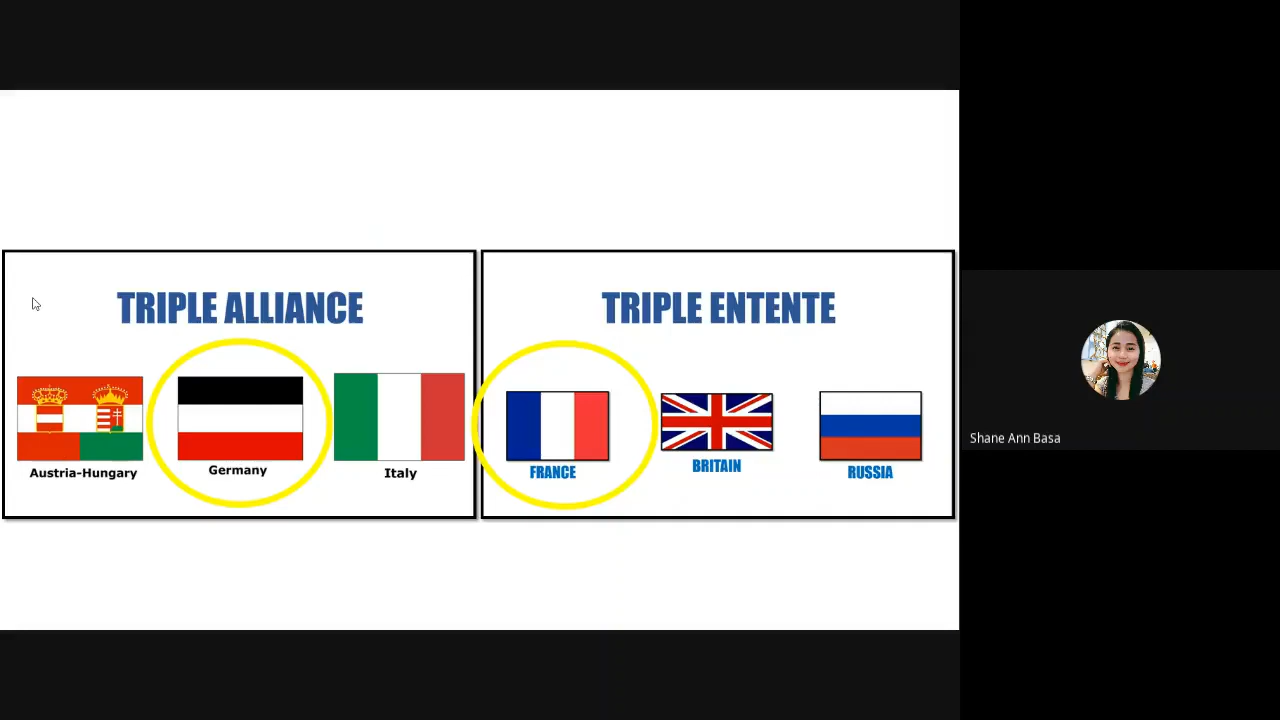 TRIPLE ALLIANCE
Austria-Hungary
Germany
Italy
TRIPLE ENTENTE
FRANCE
BRITAIN
RUSSIA
Shane Ann Basa